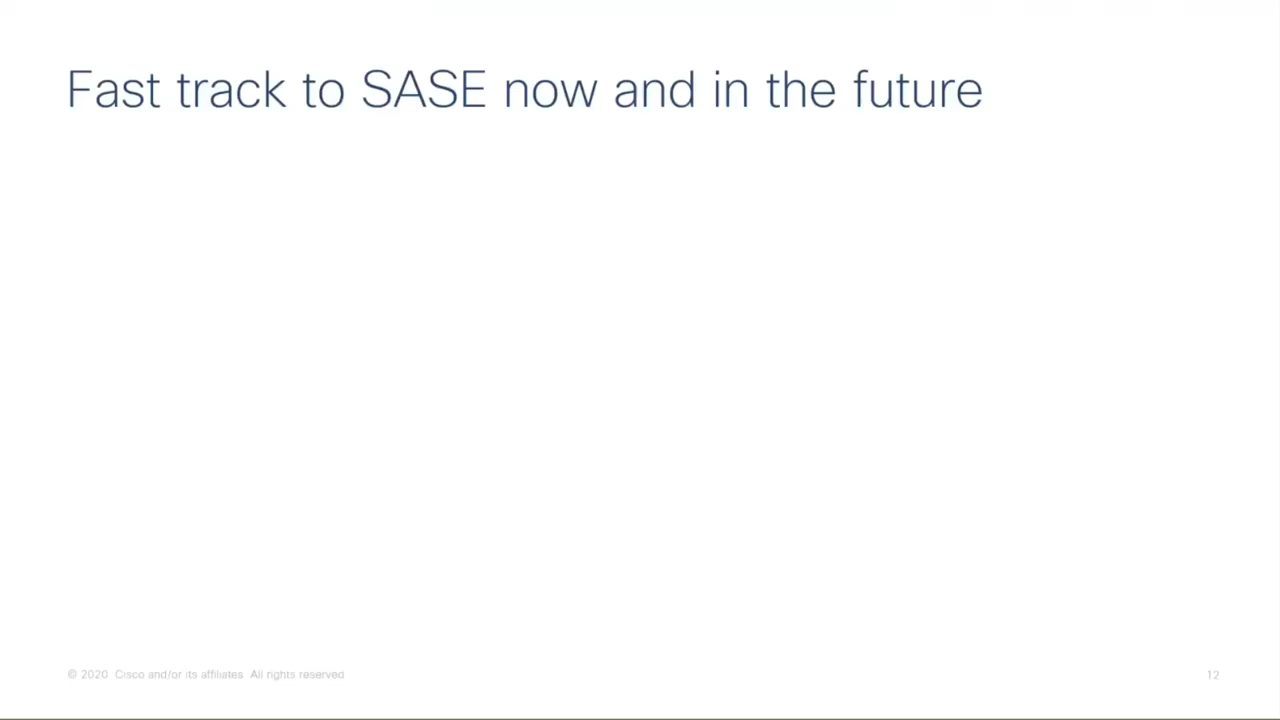 Fast track to SASE now and in the future
© 2020 Cisco and/or its affiliates All rights reserved
12